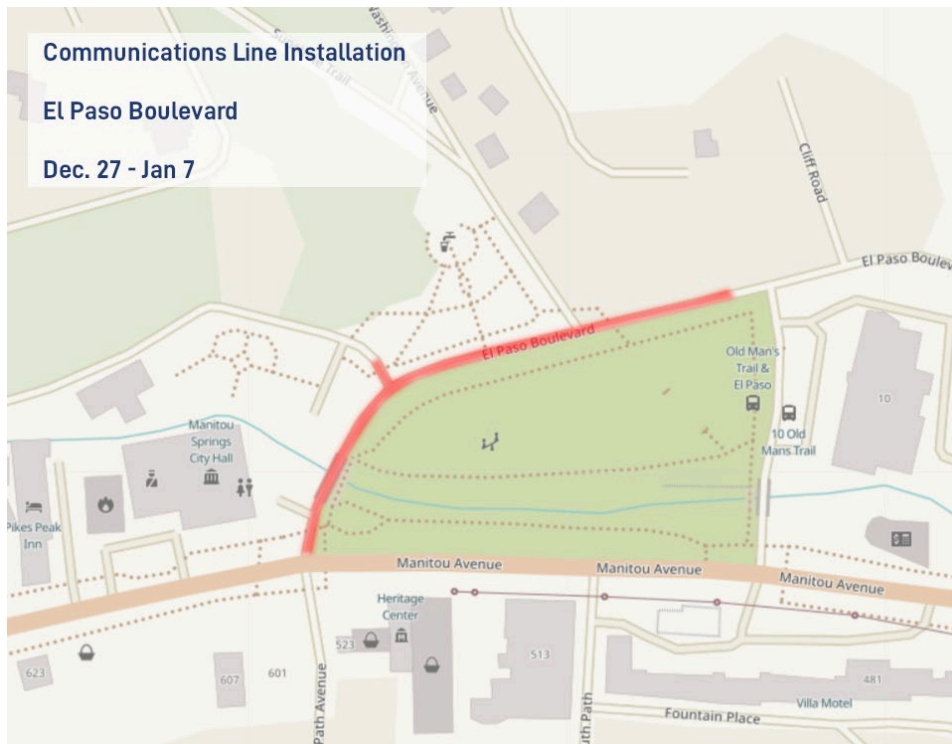 Communications Line Installation
El Paso Boulevard
Dec. 27 - Jan 7
Washington Avenue
Trail
Cliff Road
El Paso Boulev
El Paso Boulevard
Old Man's
Trail &
El Paso
10
10 Old
Mans Trail
Manitou
Springs
City Hall
Pikes Peak
Inn
Manitou Avenue
Manitou Avenue
Manitou Avenue
Heritage
Center
523
513
623
607
601
481
Villa Motel
Path Avenue
uth Path
Fountain Place